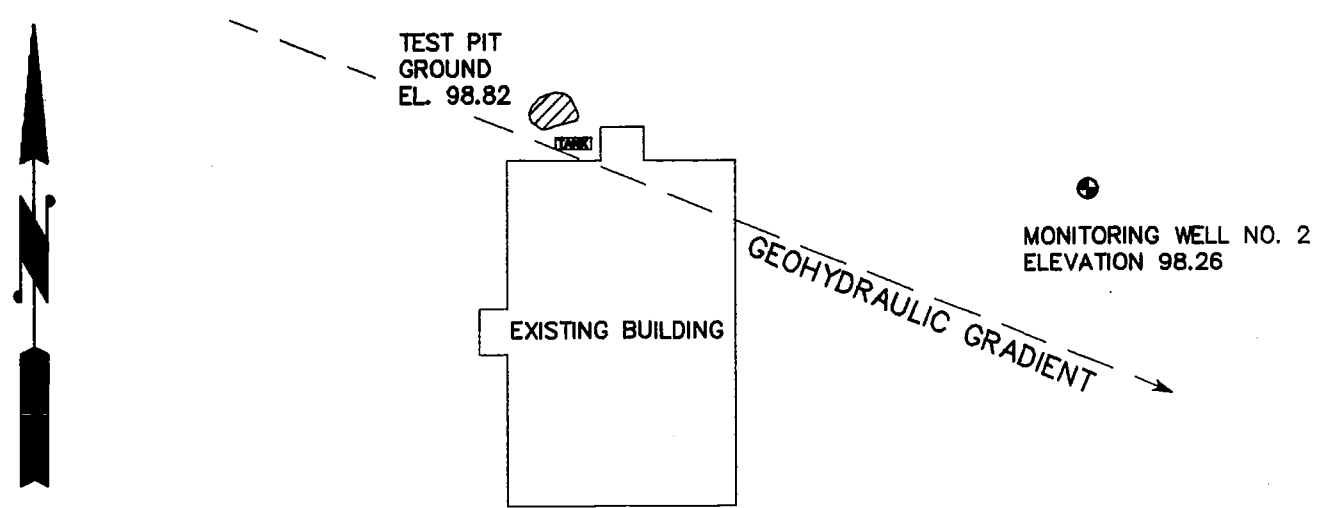 TEST PIT
GROUND
EL. 98.82
TANK
N
MONITORING WELL NO. 2
ELEVATION 98.26
GEOHYDRAULIC GRADIENT
EXISTING BUILDING